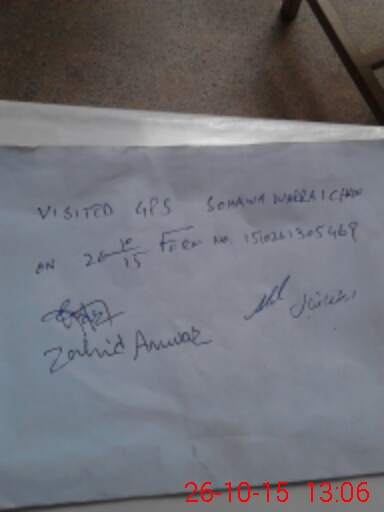 VISITED GPS SOHAWA WARRAICHAN
ON 26-10/15 FORM NO. 151026130546?
Zahid Anwar
26-10-15 13:06